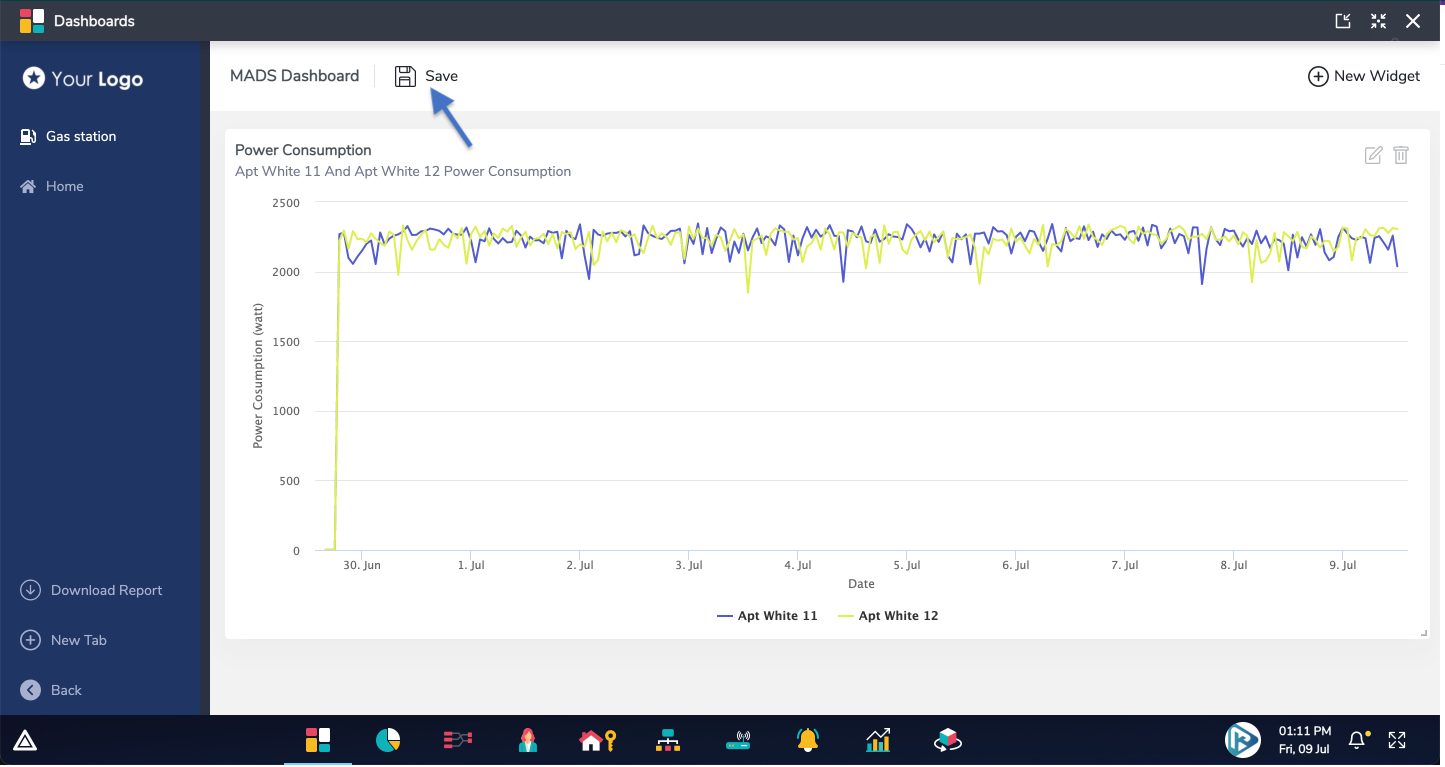 Dashboards
Your Logo
Gas station
Home
Download Report
New Tab
Back
MADS Dashboard
Save
New Widget
Power Consumption
Apt White 11 And Apt White 12 Power Consumption
Power Cosumption (watt)
2500
2000
1500
1000
500
0
30. Jun 1. Jul 2. Jul 3. Jul 4. Jul 5. Jul 6. Jul 7. Jul 8. Jul 9. Jul
Date
Apt White 11 Apt White 12
01:11 PM
Fri, 09 Jul